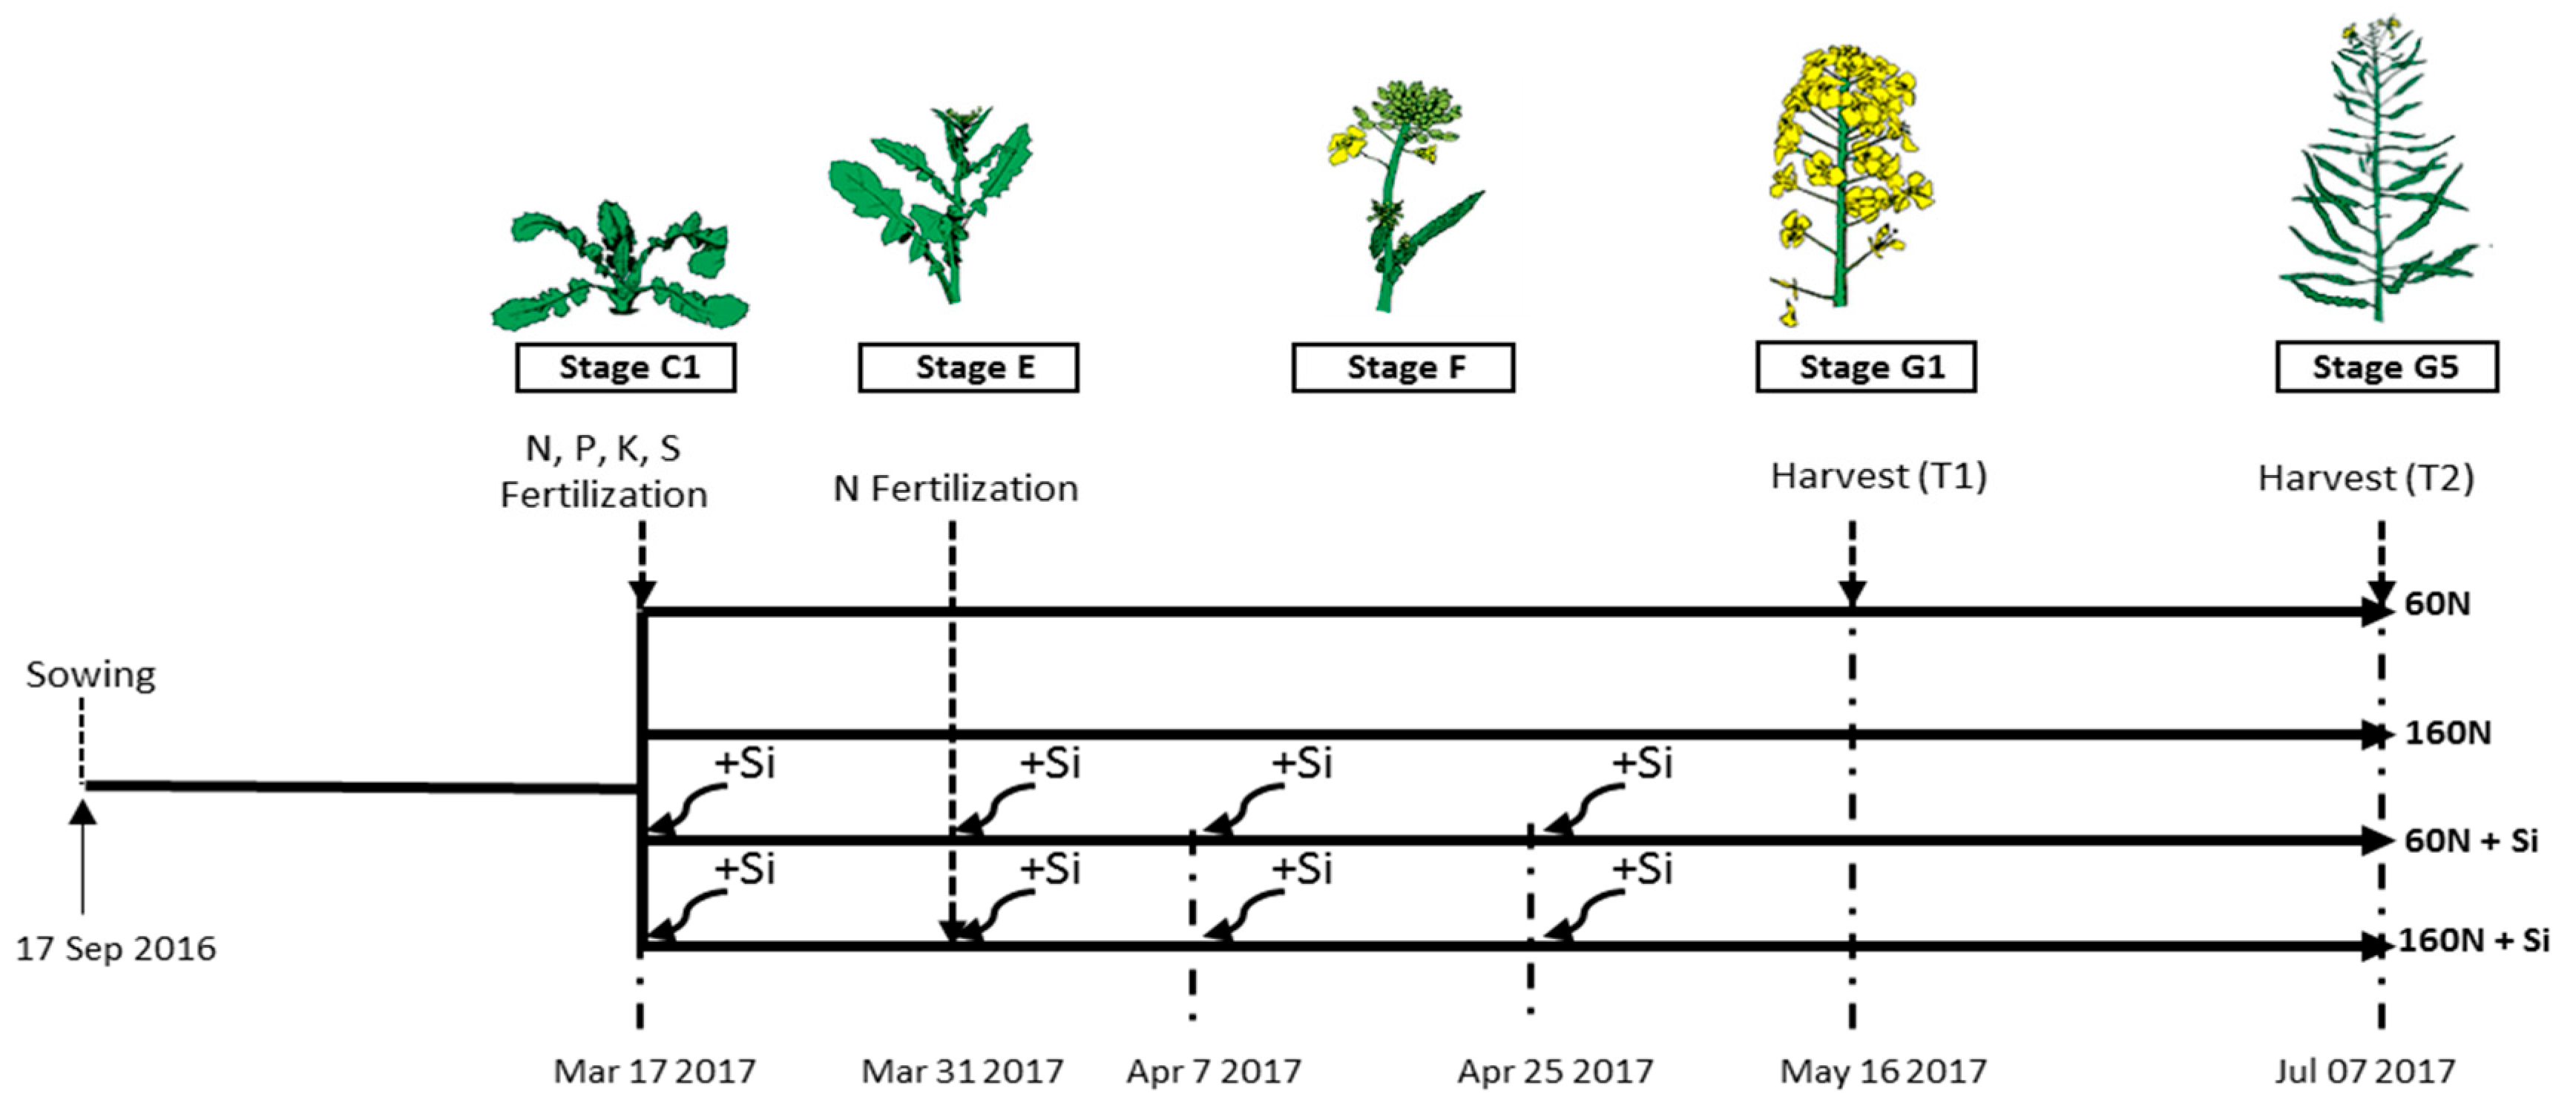 Stage C1
Stage E
Stage F
Stage G1
Stage G5
N, P, K, S
Fertilization
N Fertilization
Harvest (T1)
Harvest (T2)
60N
Sowing
160N
+Si
+Si
+Si
+Si
60N + Si
+Si
+Si
+Si
+Si
160N + Si
17 Sep 2016
Mar 17 2017
Mar 31 2017
Apr 7 2017
Apr 25 2017
May 16 2017
Jul 07 2017